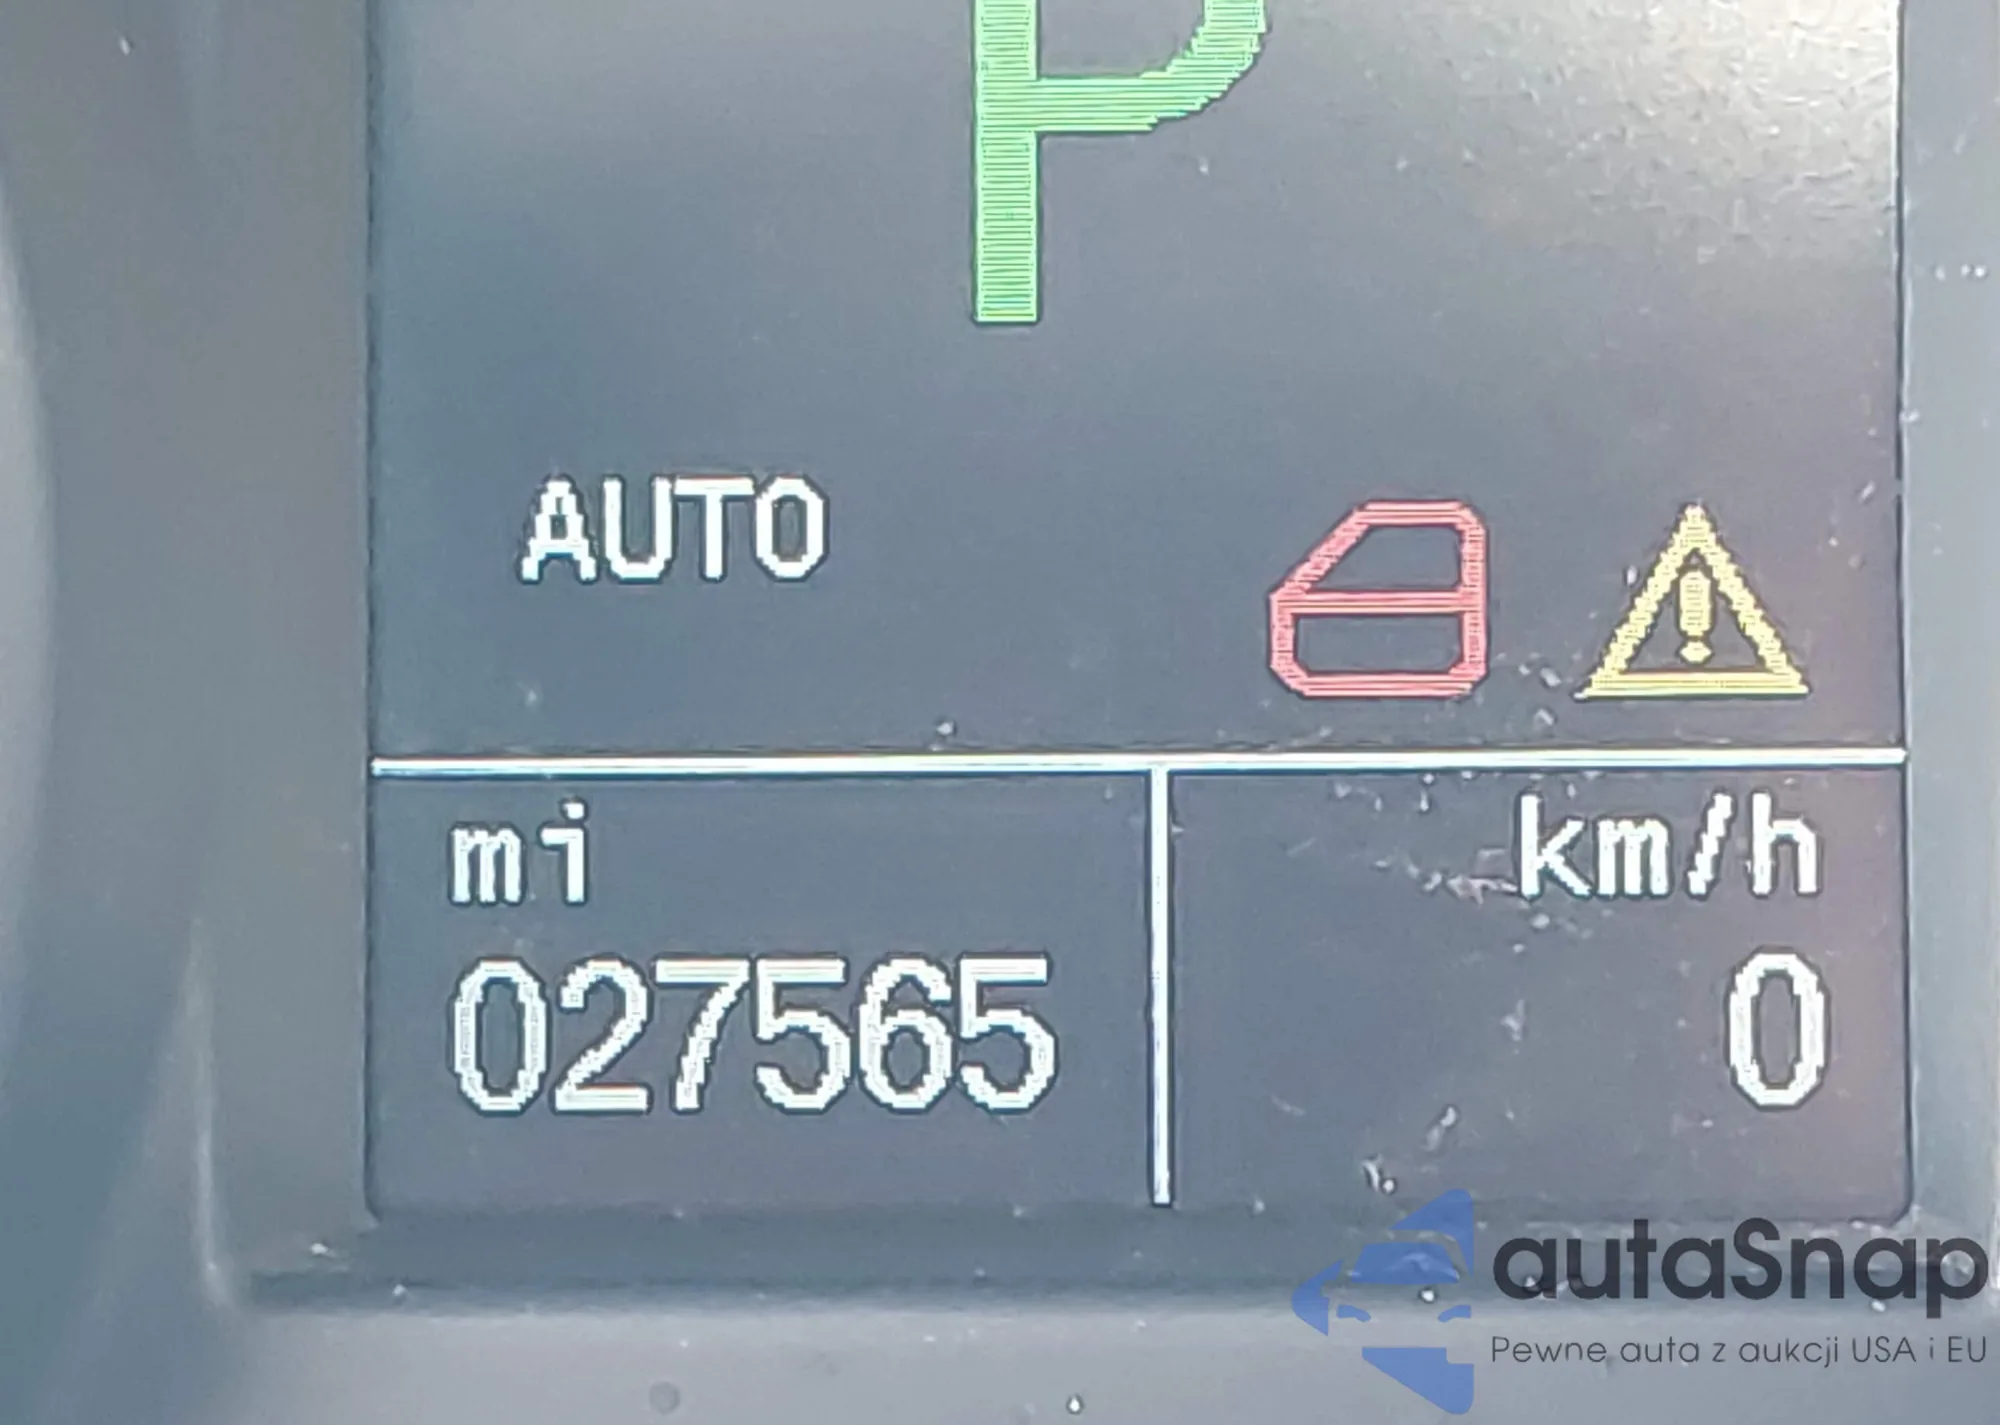 P
AUTO
mi km/h
027565 0
autaSnap
Pewne auta z aukcji USA i EU